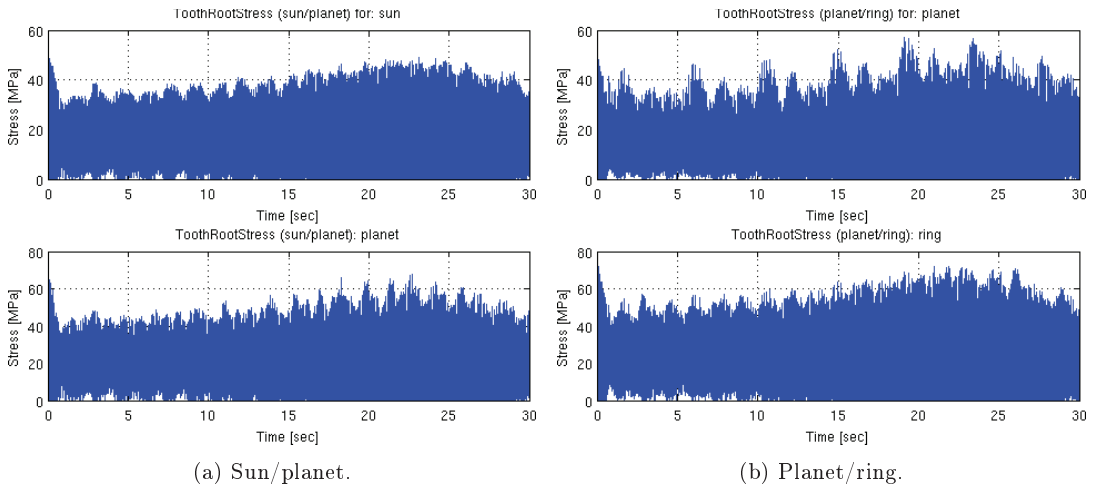 ToothRootStress (sun/planet) for: sun
60
40
20
0
Stress [MPa]
0 5 10 15 20 25 30
Time [sec]
ToothRootStress (sun/planet): planet
80
60
40
20
0
Stress [MPa]
0 5 10 15 20 25 30
Time [sec]
(a) Sun/planet.
ToothRootStress (planet/ring) for: planet
60
40
20
0
Stress [MPa]
0 5 10 15 20 25 30
Time [sec]
ToothRootStress (planet/ring): ring
80
60
40
20
0
Stress [MPa]
0 5 10 15 20 25 30
Time [sec]
(b) Planet/ring.